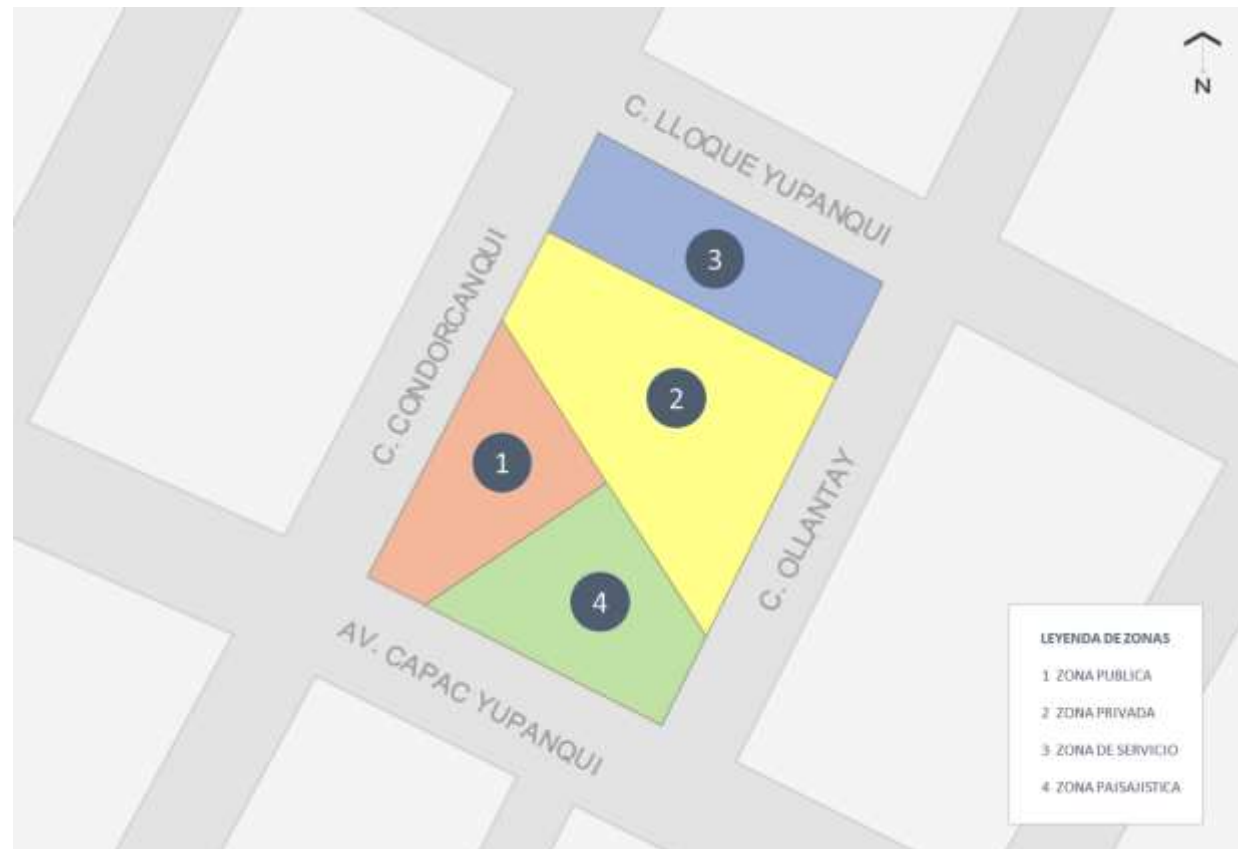 N
C. LLOQUE YUPANQUI
3
C. CONDORCANQUI
2
1
C. OLLANTAY
4
AV. CAPAC YUPANQUI
LEYENDA DE ZONAS
1 ZONA PUBLICA
2 ZONA PRIVADA
3 ZONA DE SERVICIO
4 ZONA PAISAJISTICA